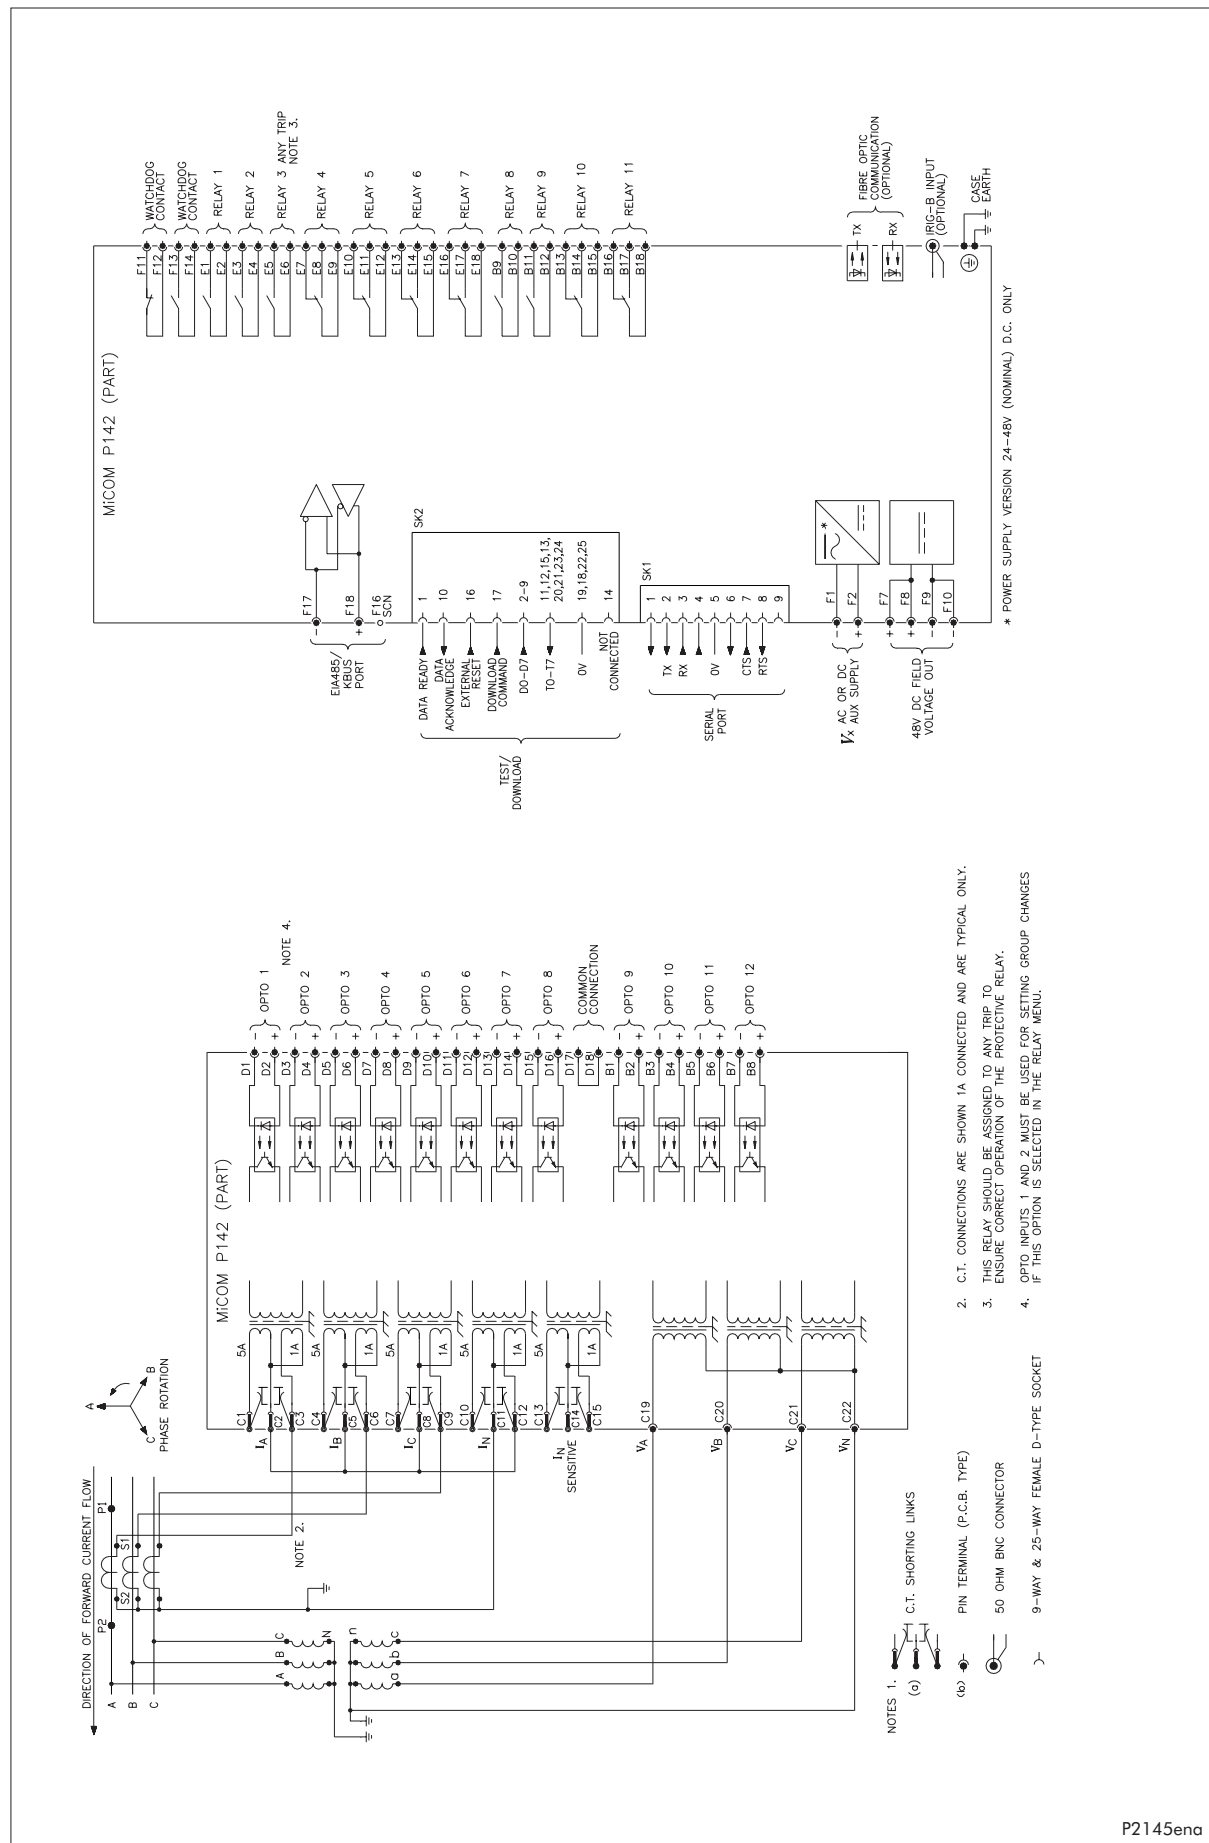 MiCOM P142 (PART)
F11
F12
WATCHDOG
CONTACT
F13
F14
WATCHDOG
CONTACT
E1
E2
RELAY 1
E3
E4
RELAY 2
E5
E6
RELAY 3 ANY TRIP
NOTE 3.
E7
E8
E9
RELAY 4
E10
E11
E12
RELAY 5
E13
E14
E15
RELAY 6
E16
E17
E18
RELAY 7
B9
B10
RELAY 8
B11
B12
RELAY 9
B13
B14
B15
RELAY 10
B16
B17
B18
RELAY 11
TX
RX
FIBRE OPTIC
COMMUNICATION
(OPTIONAL)
IRIG-B INPUT
(OPTIONAL)
CASE
EARTH
EIA485/
KBUS
PORT
- F17
+ F18
F16
SCN
SK2
TEST/
DOWNLOAD
DATA READY 1
DATA
ACKNOWLEDGE 10
EXTERNAL
RESET 16
DOWNLOAD
COMMAND 17
DO-D7 2-9
TO-T7 11,12,15,13,
20,21,23,24
0V 19,18,22,25
NOT
CONNECTED 14
SK1
SERIAL
PORT
1
TX 2
RX 3
4
0V 5
6
CTS 7
RTS 8
9
Vx AC OR DC
AUX SUPPLY
- F1
+ F2
*
48V DC FIELD
VOLTAGE OUT
+ F7
+ F8
- F9
- F10
* POWER SUPPLY VERSION 24-48V (NOMINAL) D.C. ONLY
DIRECTION OF FORWARD CURRENT FLOW
A
B
C
P2
P1
S2
S1
A
B
C
PHASE ROTATION
NOTE 2.
A
B
C
N
n
a
b
c
MiCOM P142 (PART)
C1
5A
IA
C2
C3
1A
C4
5A
IB
C5
C6
1A
C7
5A
IC
C8
C9
1A
C10
5A
IN
C11
C12
1A
C13
5A
IN
SENSITIVE
C14
C15
1A
VA
C19
VB
C20
VC
C21
VN
C22
D1 -
D2 +
OPTO 1
NOTE 4.
D3 -
D4 +
OPTO 2
D5 -
D6 +
OPTO 3
D7 -
D8 +
OPTO 4
D9 -
D10 +
OPTO 5
D11 -
D12 +
OPTO 6
D13 -
D14 +
OPTO 7
D15 -
D16 +
OPTO 8
D17
D18
COMMON
CONNECTION
B1 -
B2 +
OPTO 9
B3 -
B4 +
OPTO 10
B5 -
B6 +
OPTO 11
B7 -
B8 +
OPTO 12
NOTES 1.
(a) C.T. SHORTING LINKS
(b) PIN TERMINAL (P.C.B. TYPE)
50 OHM BNC CONNECTOR
9-WAY & 25-WAY FEMALE D-TYPE SOCKET
2. C.T. CONNECTIONS ARE SHOWN 1A CONNECTED AND ARE TYPICAL ONLY.
3. THIS RELAY SHOULD BE ASSIGNED TO ANY TRIP TO
ENSURE CORRECT OPERATION OF THE PROTECTIVE RELAY.
4. OPTO INPUTS 1 AND 2 MUST BE USED FOR SETTING GROUP CHANGES
IF THIS OPTION IS SELECTED IN THE RELAY MENU.
P2145ena